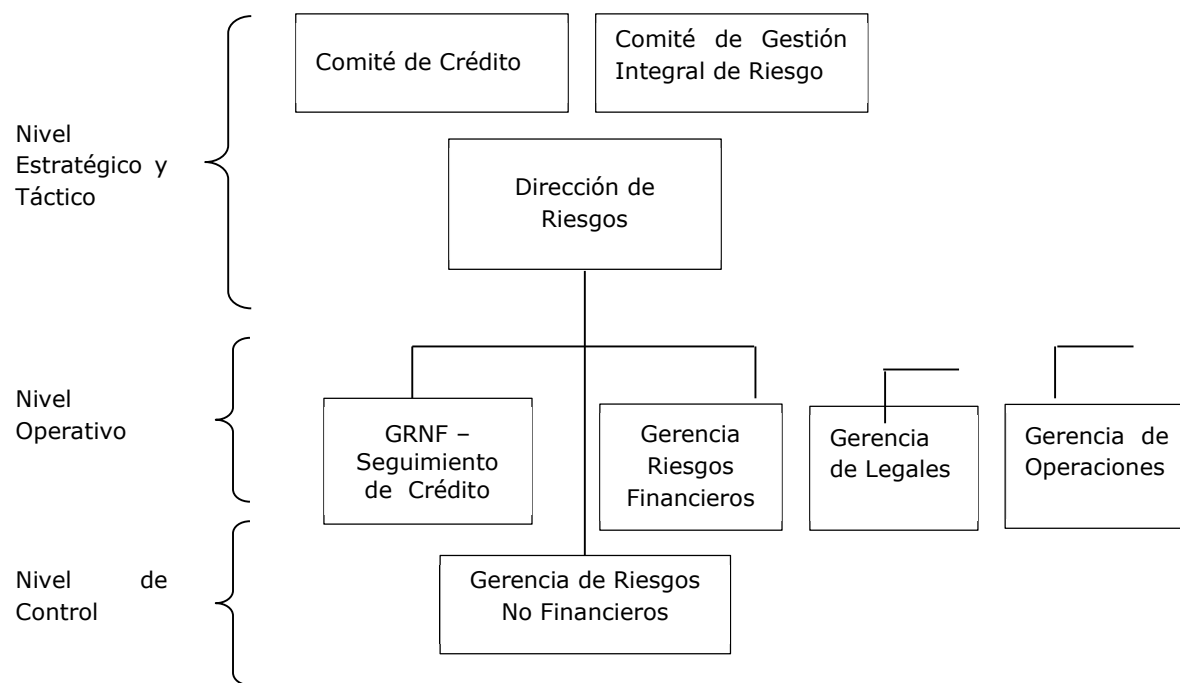 Comité de Crédito
Comité de Gestión
Integral de Riesgo
Nivel
Estratégico y
Táctico
Dirección de
Riesgos
Nivel
Operativo
GRNF –
Seguimiento
de Crédito
Gerencia
Riesgos
Financieros
Gerencia
de Legales
Gerencia de
Operaciones
Nivel de
Control
Gerencia de Riesgos
No Financieros